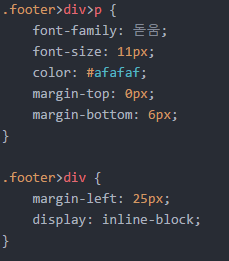 .footer>div>p {
font-family: 돋움;
font-size: 11px;
color: #afafaf;
margin-top: 0px;
margin-bottom: 6px;
}
.footer>div {
margin-left: 25px;
display: inline-block;
}